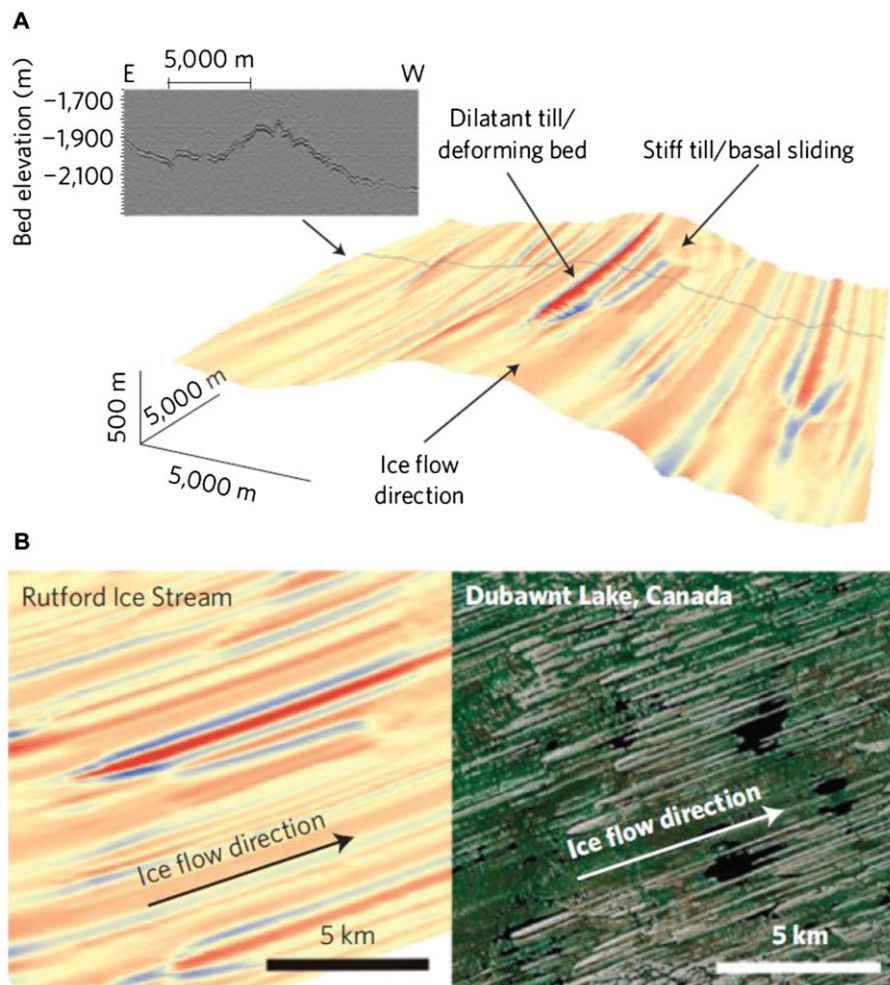 A
5,000 m
E
W
Bed elevation (m)
−1,700
−1,900
−2,100
Dilatant till/
deforming bed
Stiff till/basal sliding
500 m
5,000 m
5,000 m
Ice flow
direction
B
Rutford Ice Stream
Ice flow direction
5 km
Dubawnt Lake, Canada
Ice flow direction
5 km